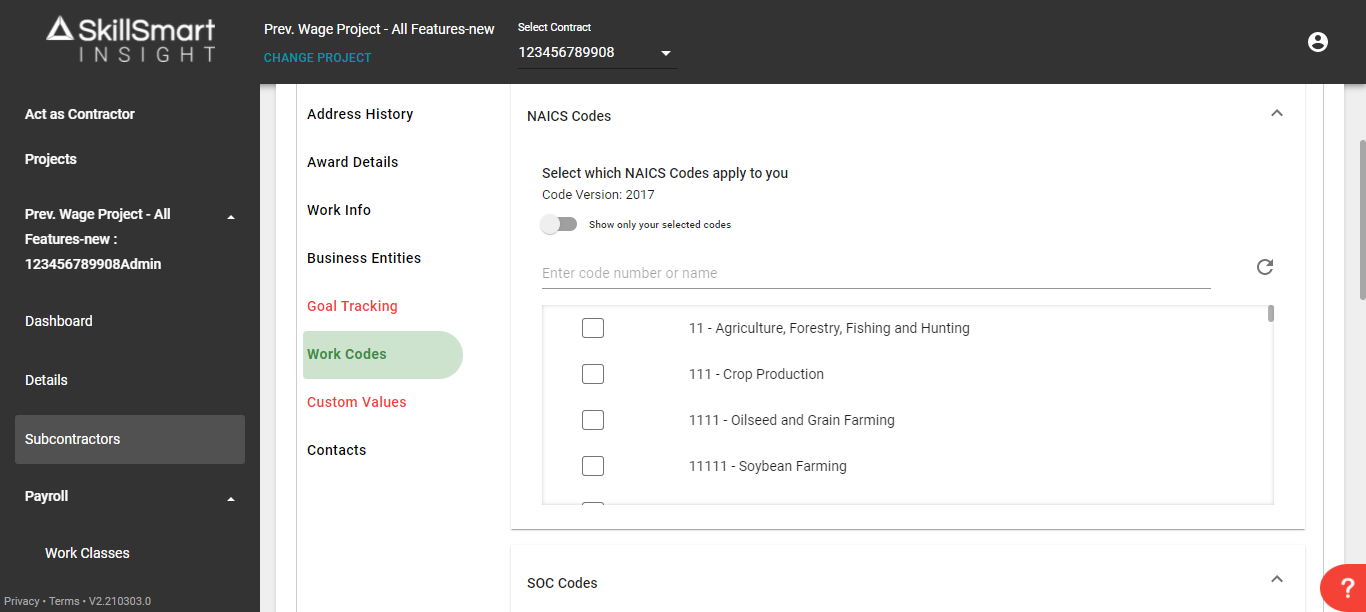 SkillSmart
INSIGHT
Prev. Wage Project - All Features-new
CHANGE PROJECT
Select Contract
123456789908
Act as Contractor
Projects
Prev. Wage Project - All
Features-new :
123456789908Admin
Dashboard
Details
Subcontractors
Payroll
Work Classes
Privacy • Terms • V2.210303.0
Address History
Award Details
Work Info
Business Entities
Goal Tracking
Work Codes
Custom Values
Contacts
NAICS Codes
Select which NAICS Codes apply to you
Code Version: 2017
Show only your selected codes
Enter code number or name
11 - Agriculture, Forestry, Fishing and Hunting
111 - Crop Production
1111 - Oilseed and Grain Farming
11111 - Soybean Farming
SOC Codes
?